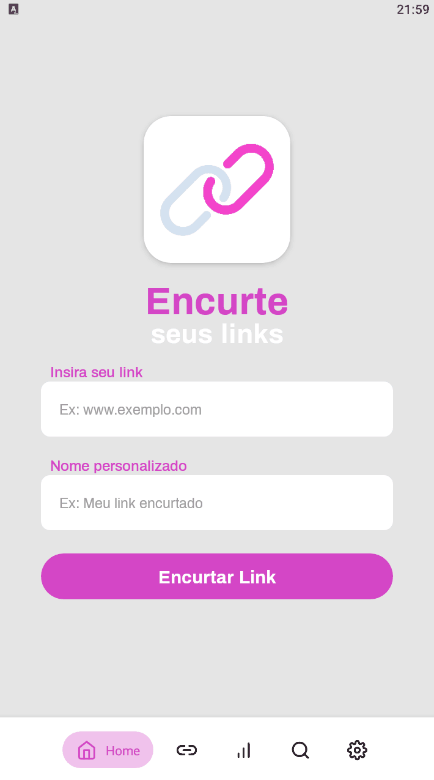 21:59
Encurte
seus links
Insira seu link
Ex: www.exemplo.com
Nome personalizado
Ex: Meu link encurtado
Encurtar Link
Home